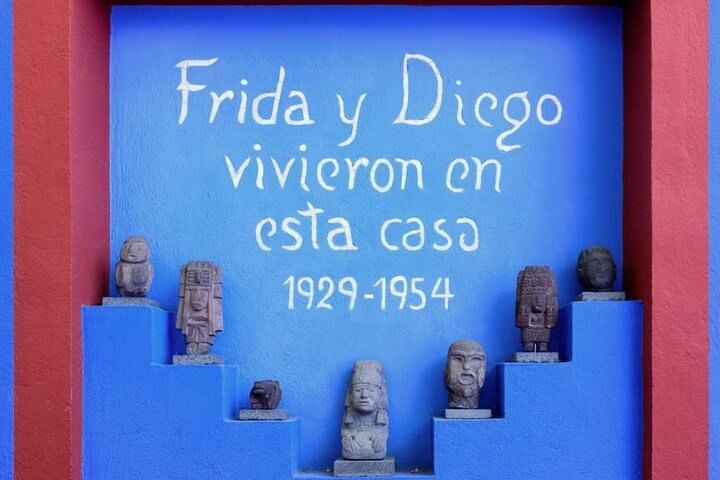 Frida y Diego
vivieron en
esta casa
1929-1954